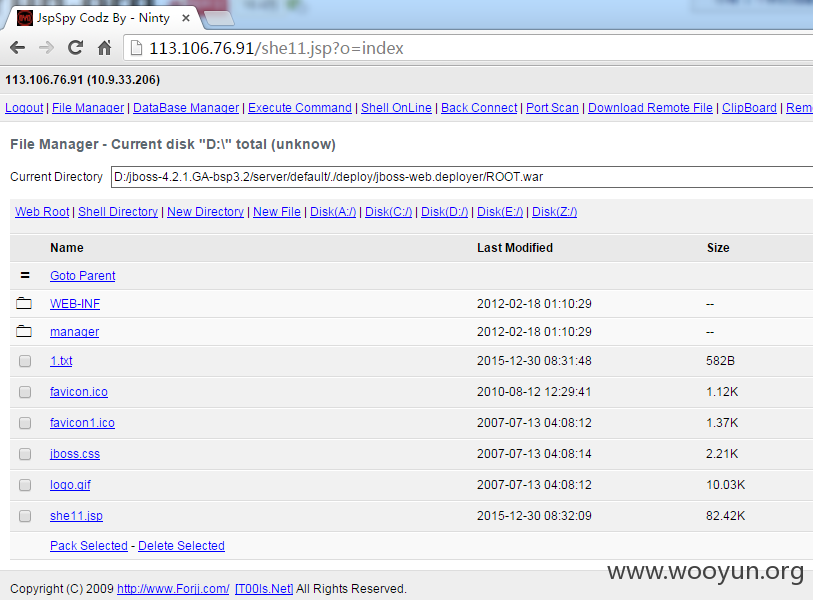 JspSpy Codz By - Ninty
113.106.76.91/she11.jsp?o=index
113.106.76.91 (10.9.33.206)
Logout | File Manager | DataBase Manager | Execute Command | Shell OnLine | Back Connect | Port Scan | Download Remote File | ClipBoard | Rem
File Manager - Current disk "D:\" total (unknow)
Current Directory D:/jboss-4.2.1.GA-bsp3.2/server/default/./deploy/jboss-web.deployer/ROOT.war
Web Root | Shell Directory | New Directory | New File | Disk(A:/) | Disk(C:/) | Disk(D:/) | Disk(E:/) | Disk(Z:/)
Name Last Modified Size
= Goto Parent
WEB-INF 2012-02-18 01:10:29 --
manager 2012-02-18 01:10:29 --
1.txt 2015-12-30 08:31:48 582B
favicon.ico 2010-08-12 12:29:41 1.12K
favicon1.ico 2007-07-13 04:08:12 1.37K
jboss.css 2007-07-13 04:08:14 2.21K
logo.gif 2007-07-13 04:08:12 10.03K
she11.jsp 2015-12-30 08:32:09 82.42K
Pack Selected - Delete Selected
www.wooyun.org
Copyright (C) 2009 http://www.Forjj.com/ [T00ls.Net] All Rights Reserved.